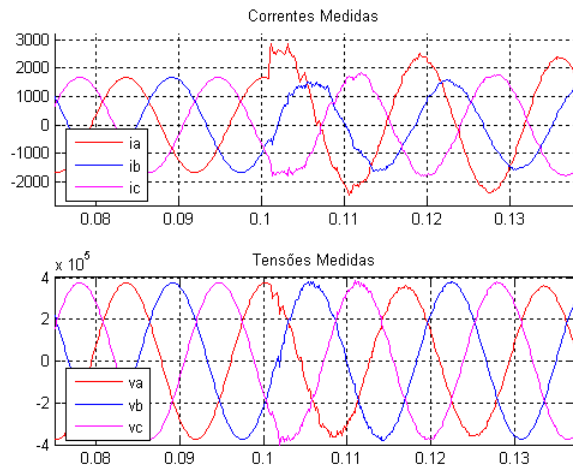 Correntes Medidas
3000
2000
1000
0
-1000
-2000
ia
ib
ic
0.08
0.09
0.1
0.11
0.12
0.13
Tensões Medidas
x 10^5
4
2
0
-2
-4
va
vb
vc
0.08
0.09
0.1
0.11
0.12
0.13